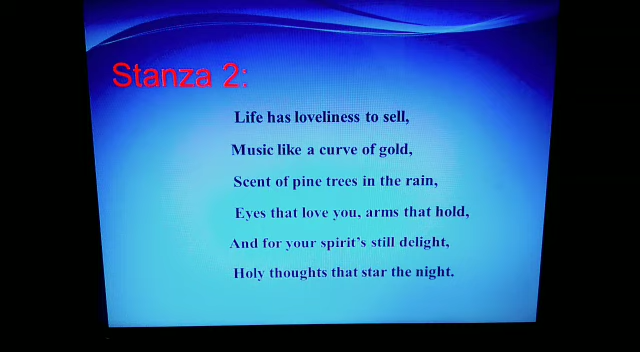 Stanza 2:
Life has loveliness to sell,
Music like a curve of gold,
Scent of pine trees in the rain,
Eyes that love you, arms that hold,
And for your spirit's still delight,
Holy thoughts that star the night.